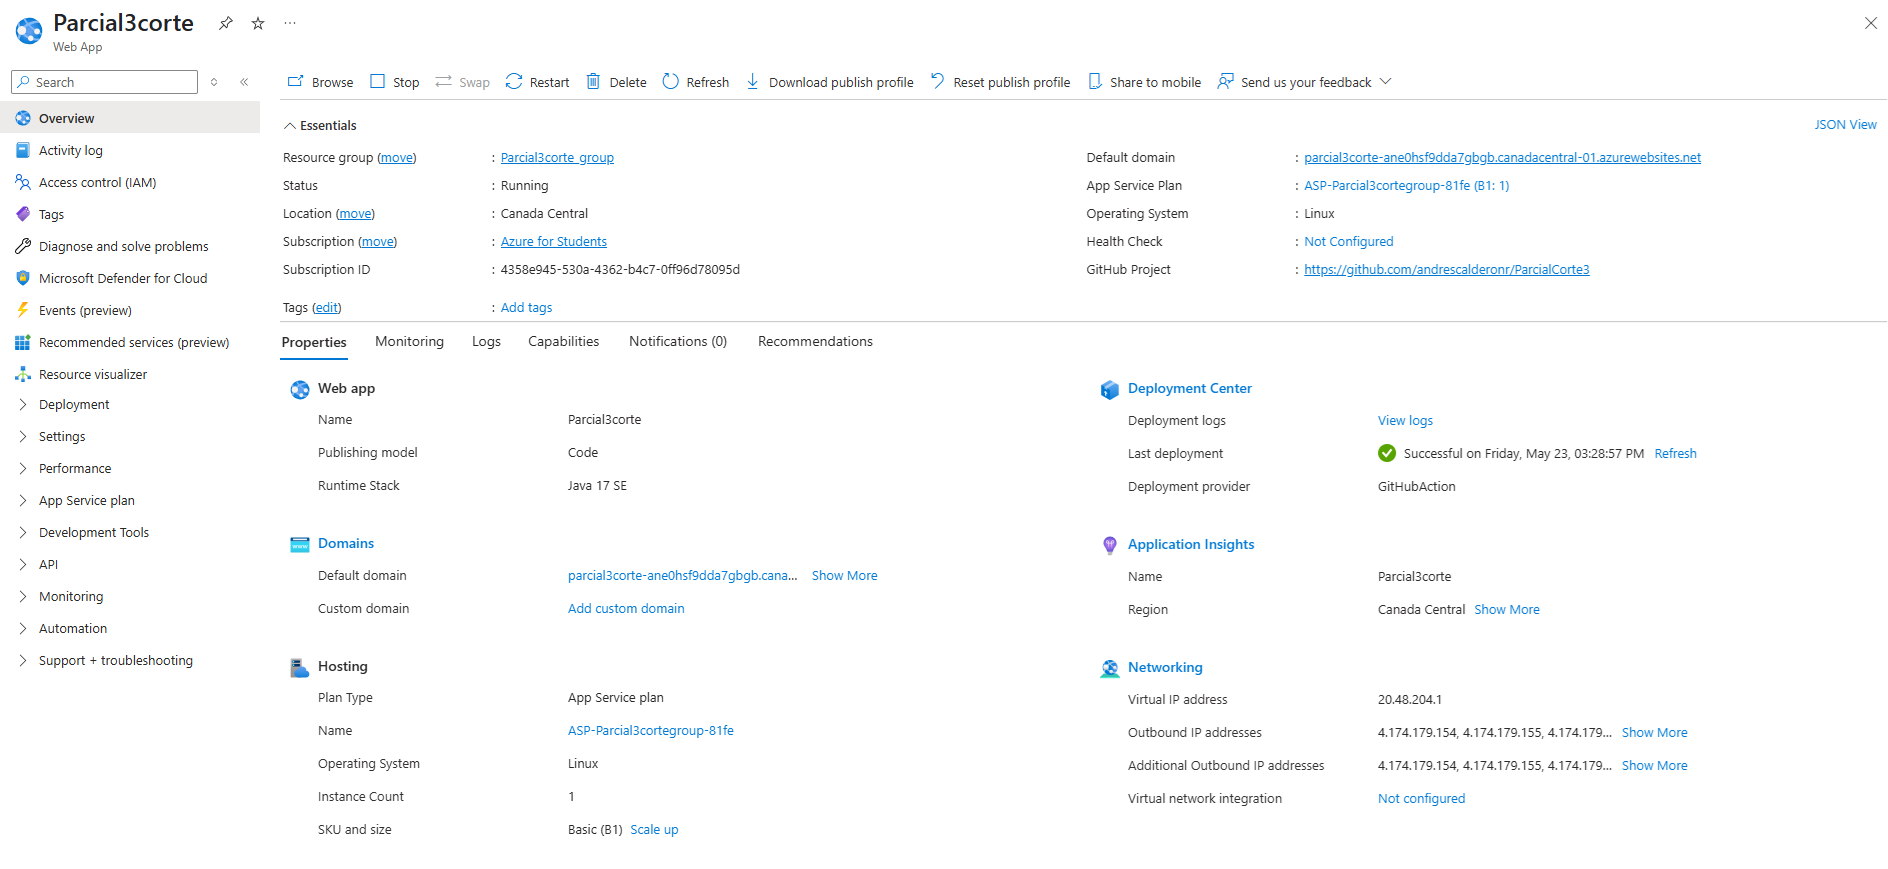 Parcial3corte
Web App
Search
Overview
Activity log
Access control (IAM)
Tags
Diagnose and solve problems
Microsoft Defender for Cloud
Events (preview)
Recommended services (preview)
Resource visualizer
Deployment
Settings
Performance
App Service plan
Development Tools
API
Monitoring
Automation
Support + troubleshooting
Browse Stop Swap Restart Delete Refresh Download publish profile Reset publish profile Share to mobile Send us your feedback
Essentials
JSON View
Resource group (move) : Parcial3corte_group
Status : Running
Location (move) : Canada Central
Subscription (move) : Azure for Students
Subscription ID : 4358e945-530a-4362-b4c7-0ff96d78095d
Default domain : parcial3corte-ane0hsf9dda7gbgb.canadacentral-01.azurewebsites.net
App Service Plan : ASP-Parcial3cortegroup-81fe (B1: 1)
Operating System : Linux
Health Check : Not Configured
GitHub Project : https://github.com/andrescalderonr/ParcialCorte3
Tags (edit) : Add tags
Properties Monitoring Logs Capabilities Notifications (0) Recommendations
Web app
Name Parcial3corte
Publishing model Code
Runtime Stack Java 17 SE
Domains
Default domain parcial3corte-ane0hsf9dda7gbgb.cana... Show More
Custom domain Add custom domain
Hosting
Plan Type App Service plan
Name ASP-Parcial3cortegroup-81fe
Operating System Linux
Instance Count 1
SKU and size Basic (B1) Scale up
Deployment Center
Deployment logs View logs
Last deployment Successful on Friday, May 23, 03:28:57 PM Refresh
Deployment provider GitHubAction
Application Insights
Name Parcial3corte
Region Canada Central Show More
Networking
Virtual IP address 20.48.204.1
Outbound IP addresses 4.174.179.154, 4.174.179.155, 4.174.179... Show More
Additional Outbound IP addresses 4.174.179.154, 4.174.179.155, 4.174.179... Show More
Virtual network integration Not configured